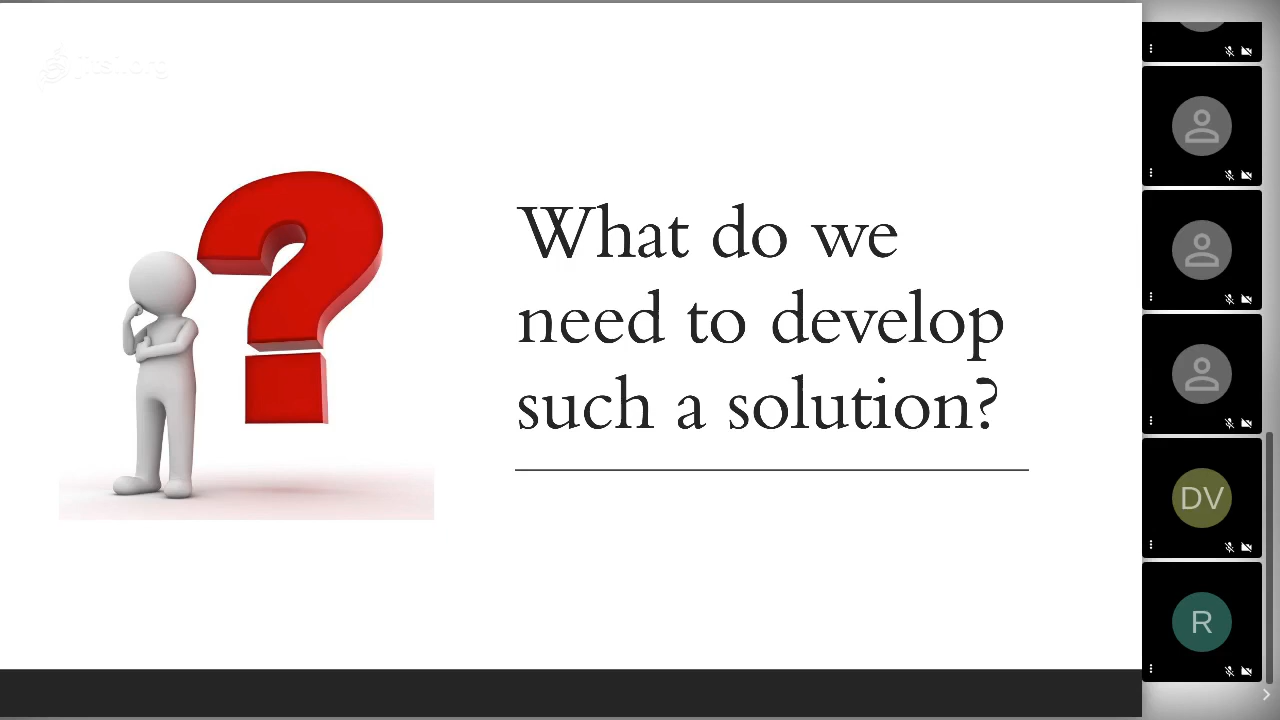 What do we
need to develop
such a solution?
DV
R